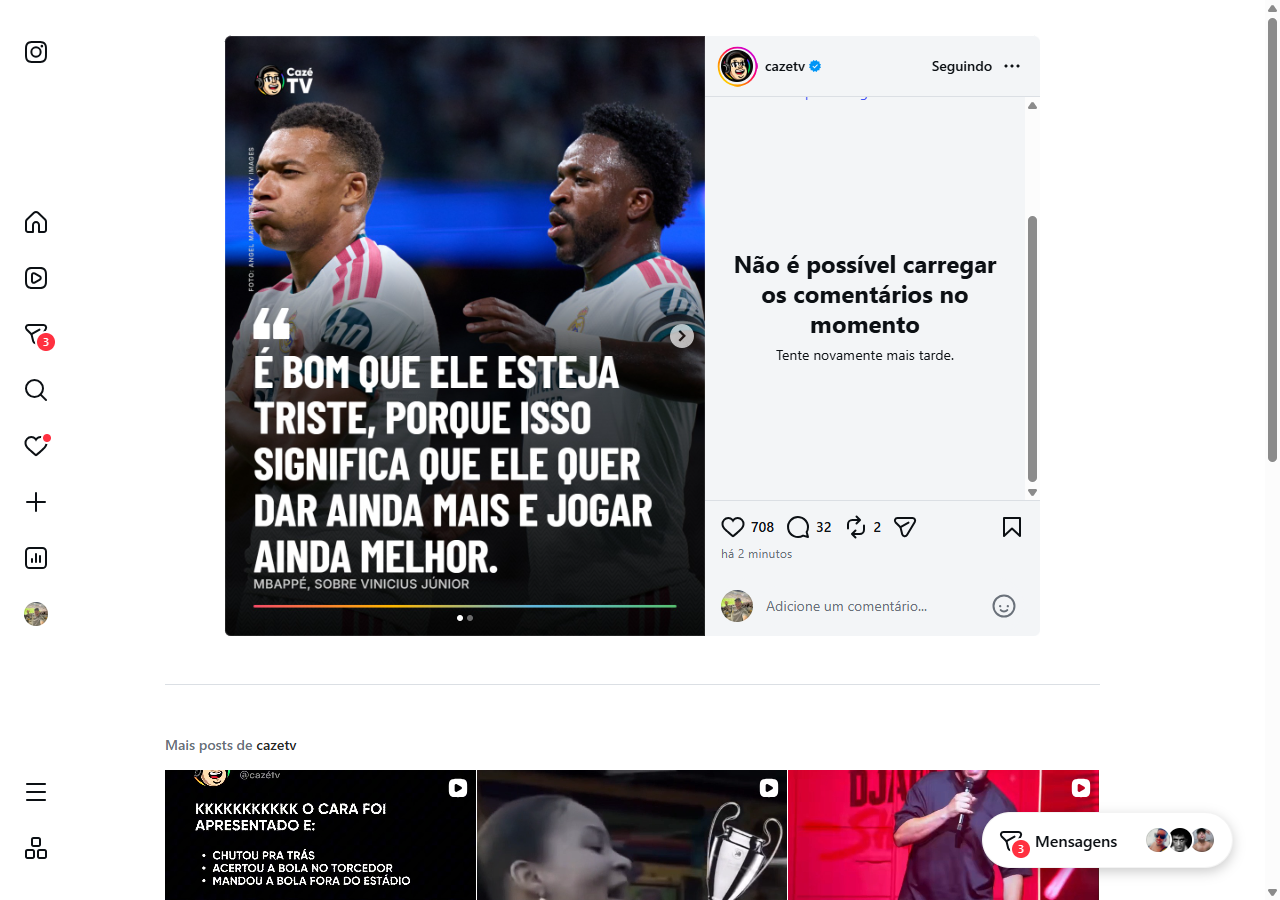 Cazé
TV
FOTO: ANGEL MARTINEZ/GETTY IMAGES
“
É BOM QUE ELE ESTEJA
TRISTE, PORQUE ISSO
SIGNIFICA QUE ELE QUER
DAR AINDA MAIS E JOGAR
AINDA MELHOR.
MBAPPÉ, SOBRE VINICIUS JÚNIOR
cazetv
Seguindo
Não é possível carregar
os comentários no
momento
Tente novamente mais tarde.
708
32
2
há 2 minutos
Adicione um comentário...
3
Mais posts de cazetv
@cazétv
KKKKKKKKKKK O CARA FOI
APRESENTADO E:
• CHUTOU PRA TRÁS
• ACERTOU A BOLA NO TORCEDOR
• MANDOU A BOLA FORA DO ESTÁDIO
3
Mensagens